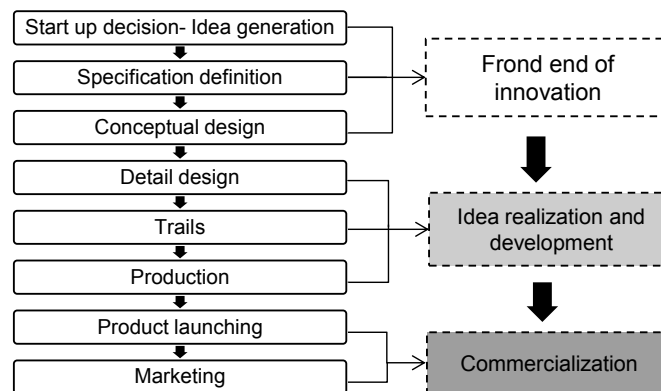 Start up decision- Idea generation
Specification definition
Conceptual design
Detail design
Trails
Production
Product launching
Marketing
Frond end of
innovation
Idea realization and
development
Commercialization